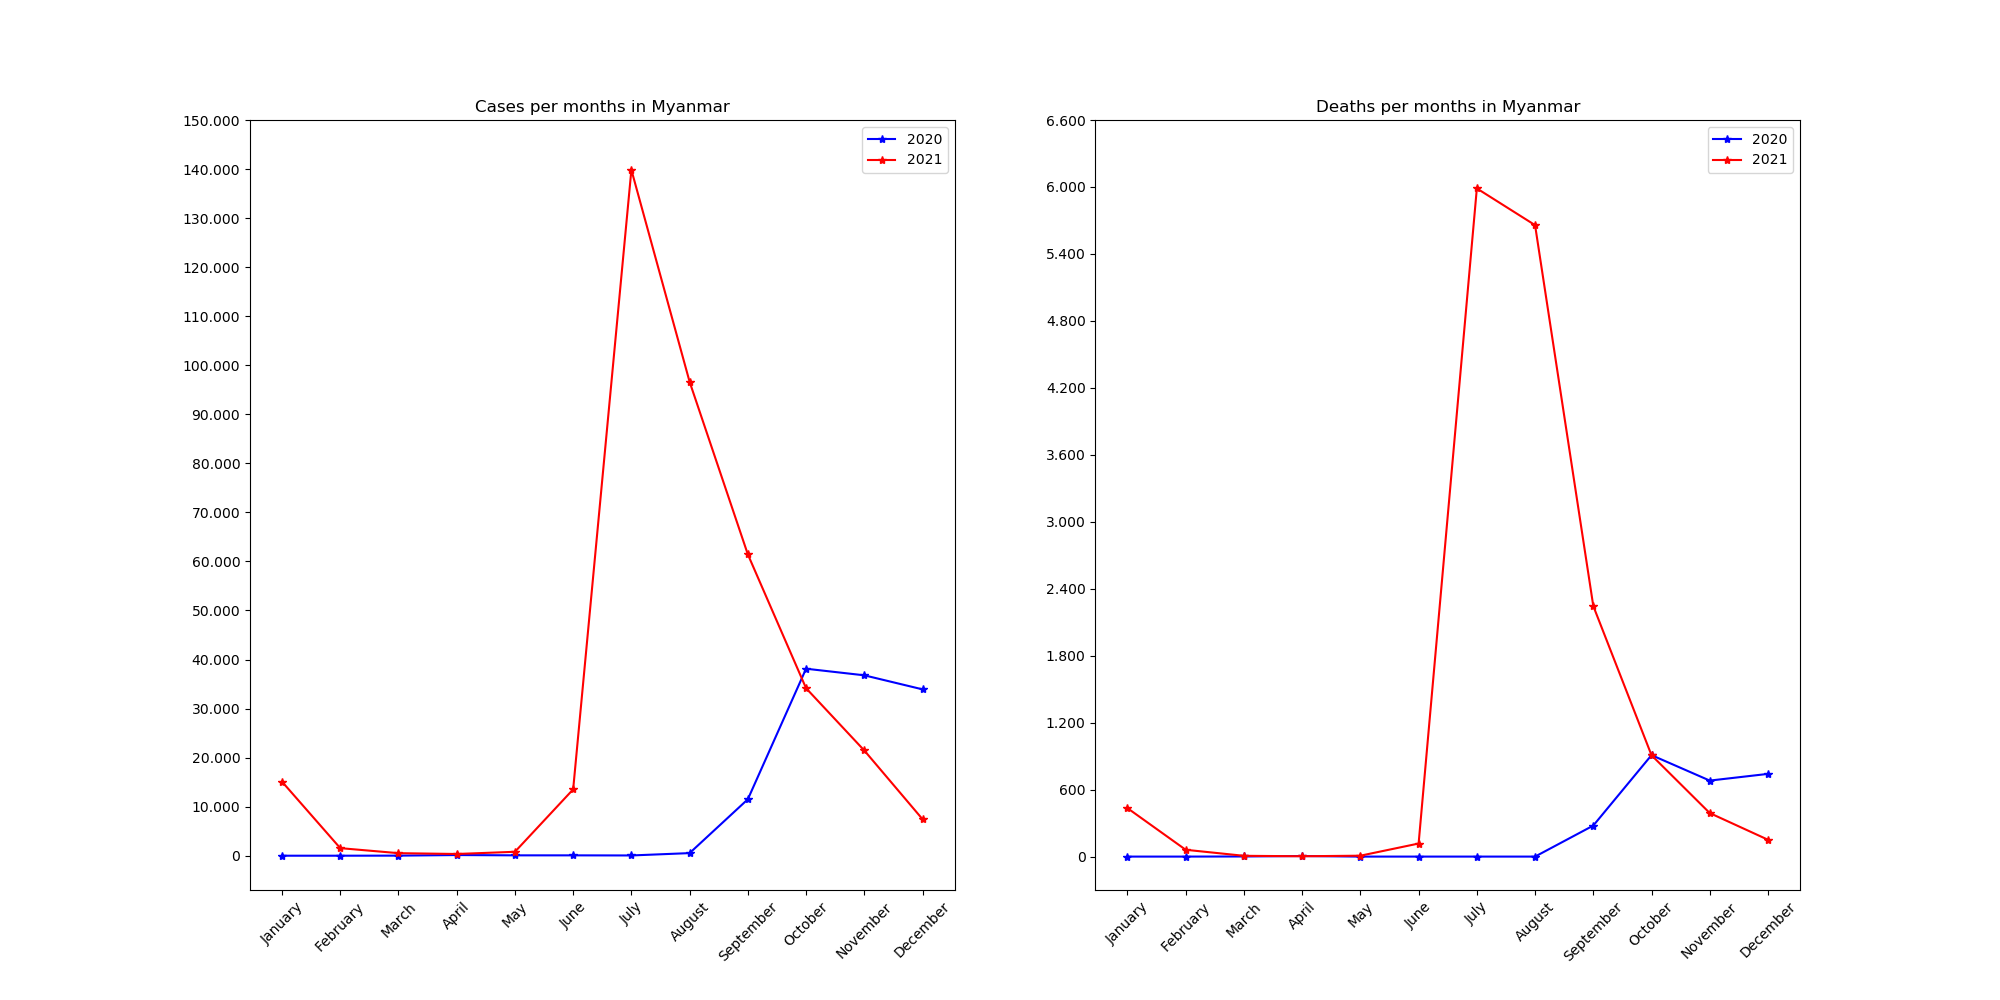 Cases per months in Myanmar
150.000
140.000
130.000
120.000
110.000
100.000
90.000
80.000
70.000
60.000
50.000
40.000
30.000
20.000
10.000
0
2020
2021
January
February
March
April
May
June
July
August
September
October
November
December
Deaths per months in Myanmar
6.600
6.000
5.400
4.800
4.200
3.600
3.000
2.400
1.800
1.200
600
0
2020
2021
January
February
March
April
May
June
July
August
September
October
November
December